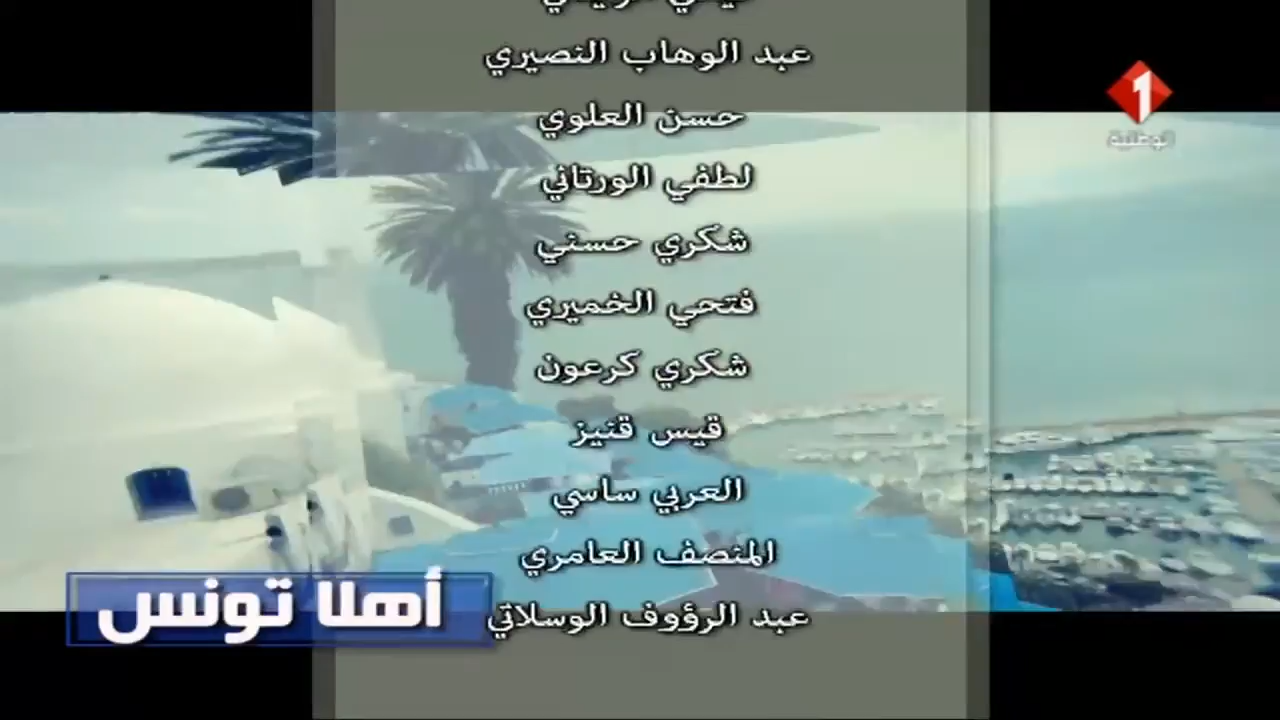 عبد الوهاب النصيري
حسن العلوي
لطفي الورتاني
شكري حسني
فتحي الخميري
شكري كرعون
قيس قنيز
العربي ساسي
المنصف العامري
عبد الرؤوف الوسلاتي
أهلا تونس
1
الوطنية